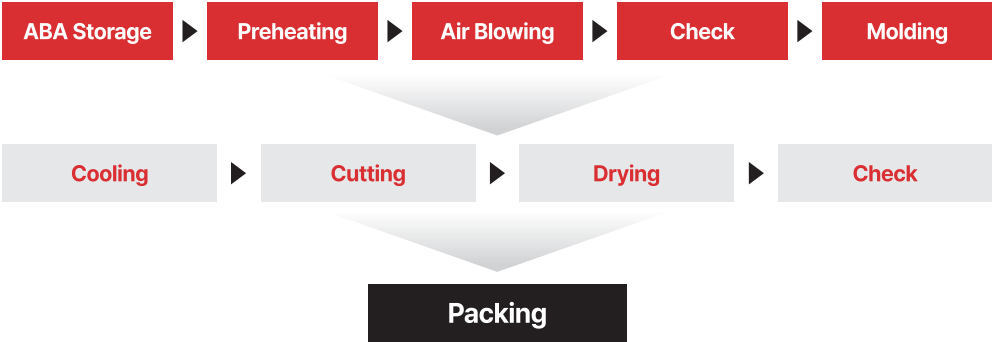 ABA Storage
Preheating
Air Blowing
Check
Molding
Cooling
Cutting
Drying
Check
Packing